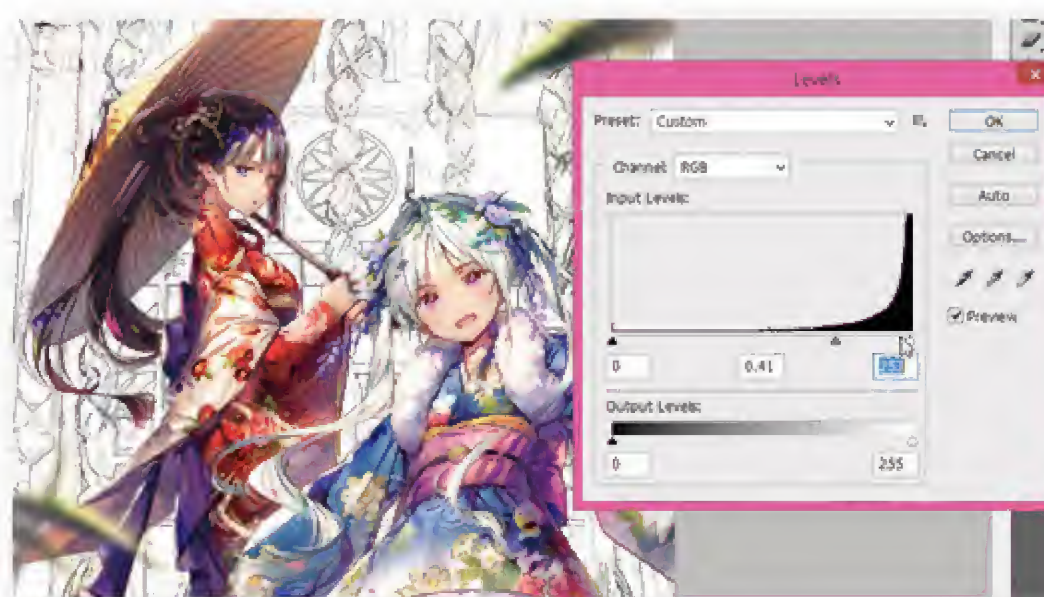 Levels
Preset: Custom
OK
Channel: RGB
Cancel
Input Levels:
Auto
Options...
Preview
0
0.41
Output Levels:
0
255